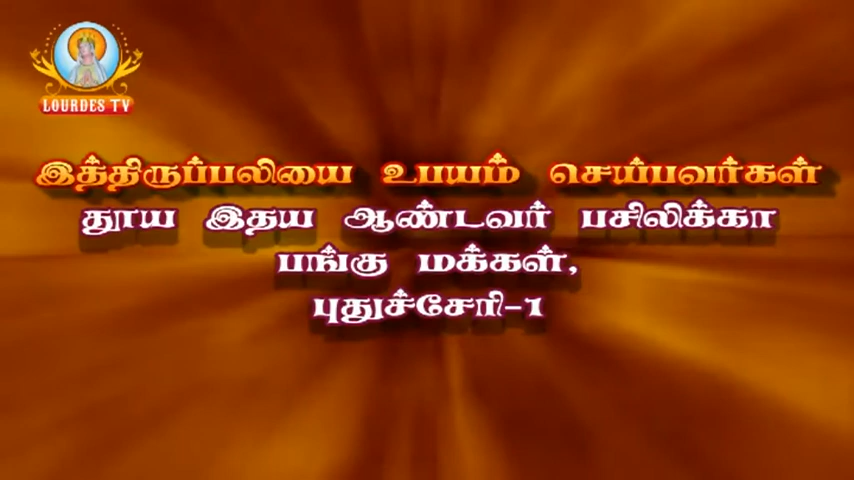 LOURDES TV
இத்திருப்பலியை உபயம் செய்பவர்கள்
தூய இதய ஆண்டவர் பசிலிக்கா
பங்கு மக்கள்,
புதுச்சேரி-1